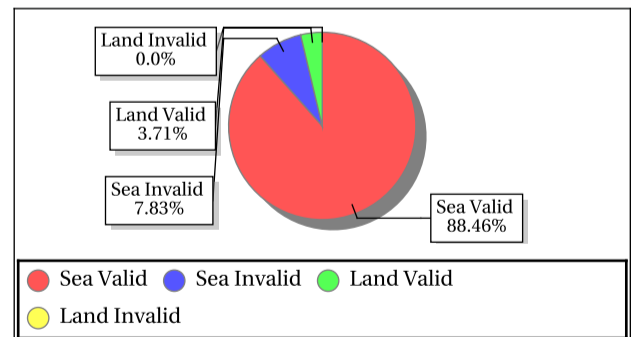 Land Invalid
0.0%
Land Valid
3.71%
Sea Invalid
7.83%
Sea Valid
88.46%
Sea Valid Sea Invalid Land Valid
Land Invalid